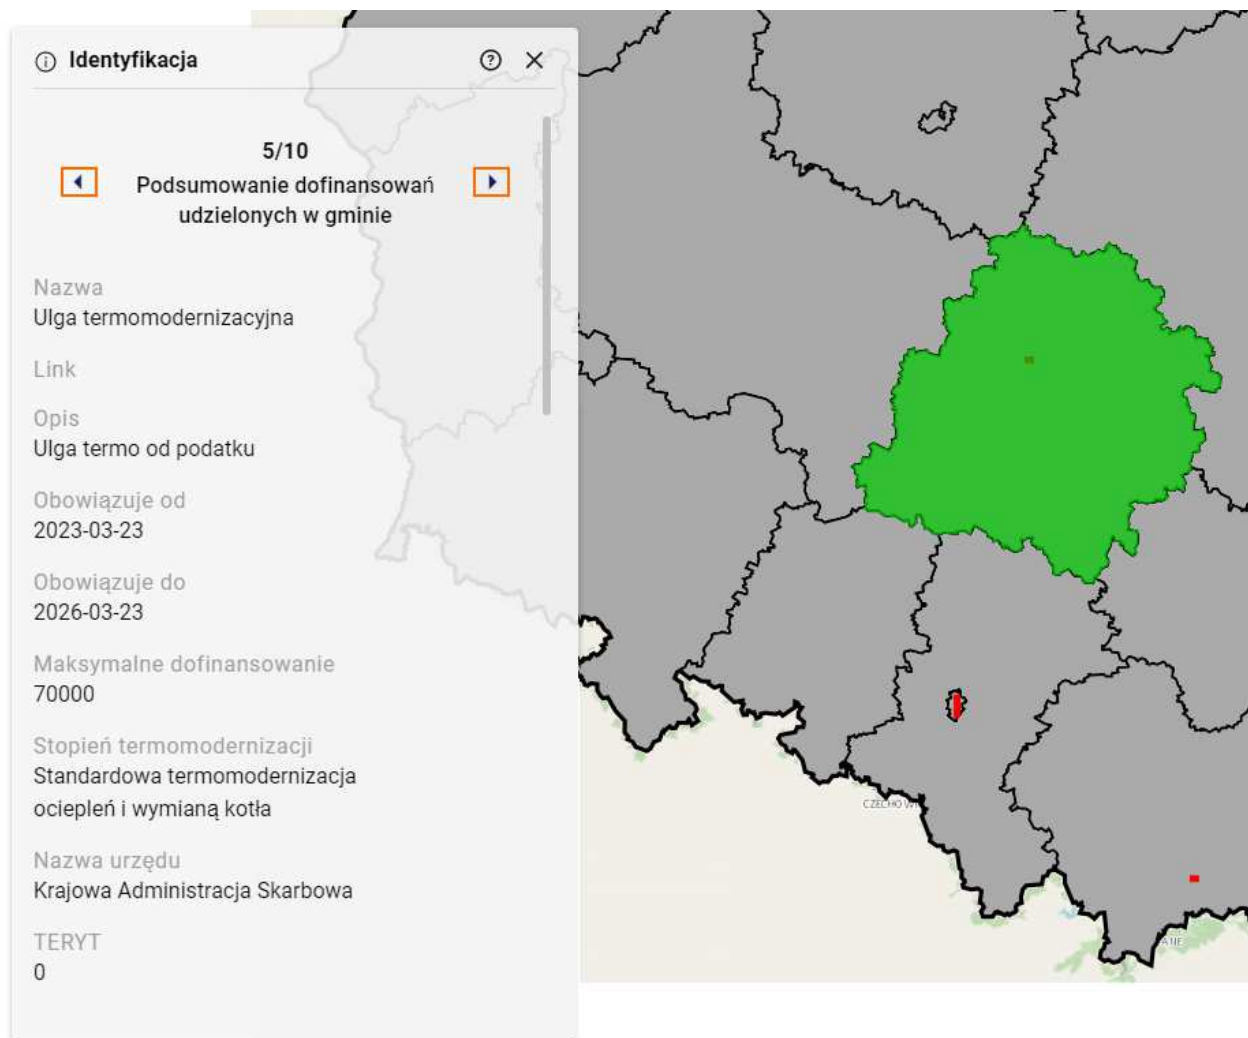 Identyfikacja
5/10
Podsumowanie dofinansowań
udzielonych w gminie
Nazwa
Ulga termomodernizacyjna
Link
Opis
Ulga termo od podatku
Obowiązuje od
2023-03-23
Obowiązuje do
2026-03-23
Maksymalne dofinansowanie
70000
Stopień termomodernizacji
Standardowa termomodernizacja
ociepleń i wymianą kotła
Nazwa urzędu
Krajowa Administracja Skarbowa
TERYT
0